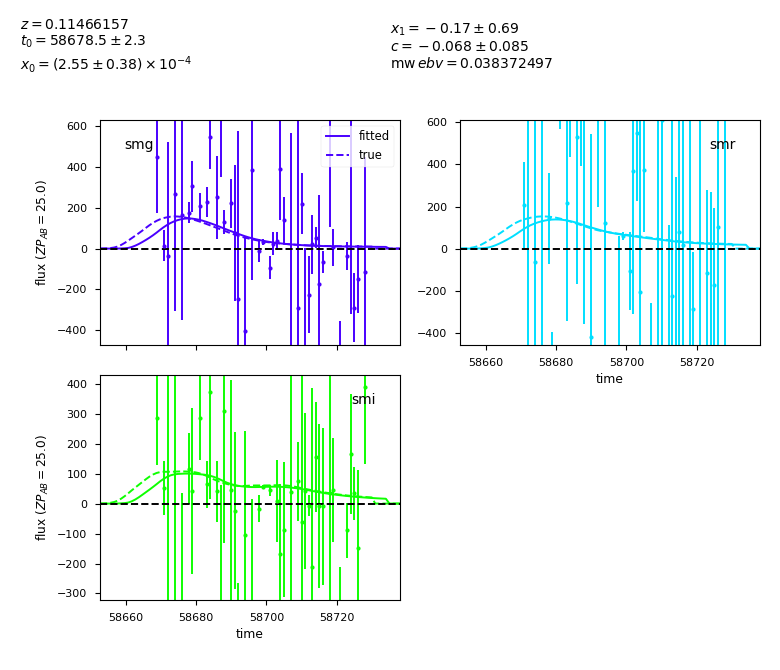 z = 0.11466157
t₀ = 58678.5 ± 2.3
x₀ = (2.55 ± 0.38) × 10⁻⁴
x₁ = −0.17 ± 0.69
c = −0.068 ± 0.085
mw ebv = 0.038372497
smg
fitted
true
600
400
200
0
−200
−400
flux (ZP_AB = 25.0)
smr
600
400
200
0
−200
−400
58660 58680 58700 58720
time
smi
400
300
200
100
0
−100
−200
−300
flux (ZP_AB = 25.0)
58660 58680 58700 58720
time